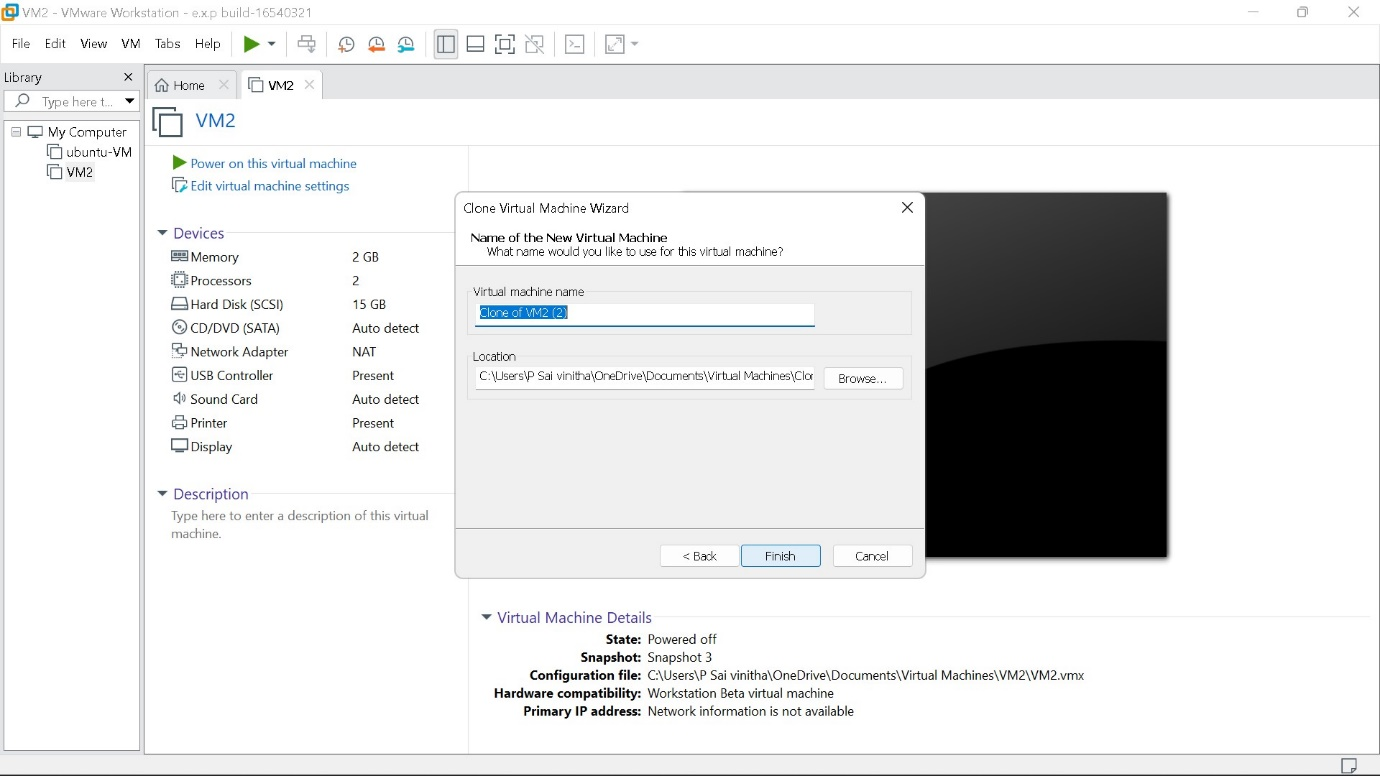 VM2 - VMware Workstation - e.x.p build-16540321
File Edit View VM Tabs Help
Library
Type here t...
Home
VM2
My Computer
ubuntu-VM
VM2
VM2
Power on this virtual machine
Edit virtual machine settings
Devices
Memory 2 GB
Processors 2
Hard Disk (SCSI) 15 GB
CD/DVD (SATA) Auto detect
Network Adapter NAT
USB Controller Present
Sound Card Auto detect
Printer Present
Display Auto detect
Description
Type here to enter a description of this virtual
machine.
Clone Virtual Machine Wizard
Name of the New Virtual Machine
What name would you like to use for this virtual machine?
Virtual machine name
Clone of VM2 (2)
Location
C:\Users\P Sai vinitha\OneDrive\Documents\Virtual Machines\Clor
Browse...
< Back Finish Cancel
Virtual Machine Details
State: Powered off
Snapshot: Snapshot 3
Configuration file: C:\Users\P Sai vinitha\OneDrive\Documents\Virtual Machines\VM2\VM2.vmx
Hardware compatibility: Workstation Beta virtual machine
Primary IP address: Network information is not available